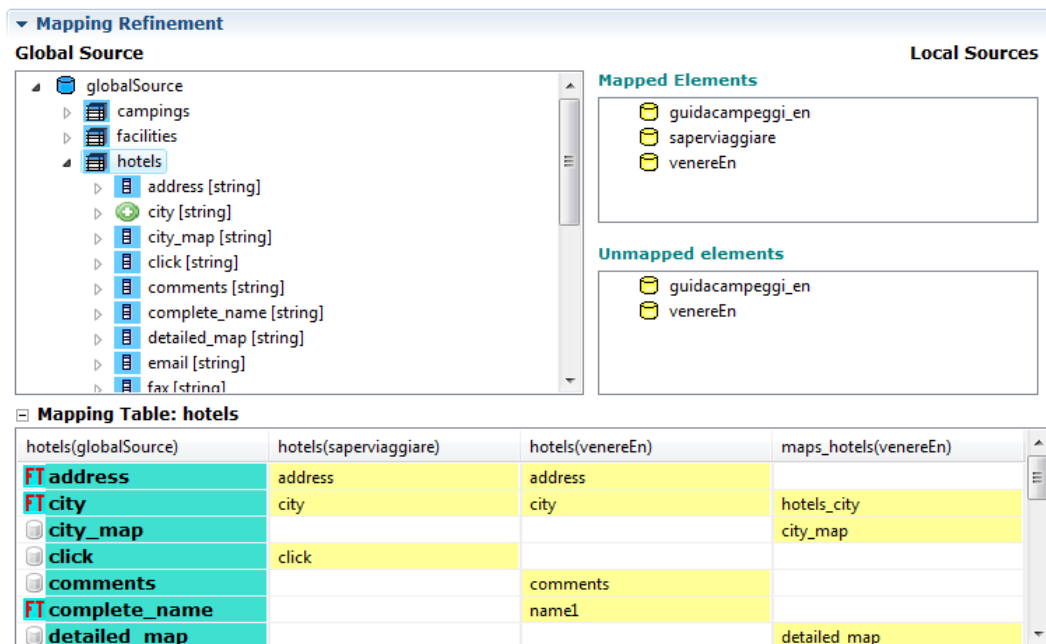 Mapping Refinement
Global Source
Local Sources
globalSource
campings
facilities
hotels
address [string]
city [string]
city_map [string]
click [string]
comments [string]
complete_name [string]
detailed_map [string]
email [string]
fax [string]
Mapped Elements
guidacampeggi_en
saperviaggiare
venereEn
Unmapped elements
guidacampeggi_en
venereEn
Mapping Table: hotels
hotels(globalSource) hotels(saperviaggiare) hotels(venereEn) maps_hotels(venereEn)
FT address address address
FT city city city hotels_city
city_map city_map
click click
comments comments
FT complete_name name1
detailed_map detailed_map